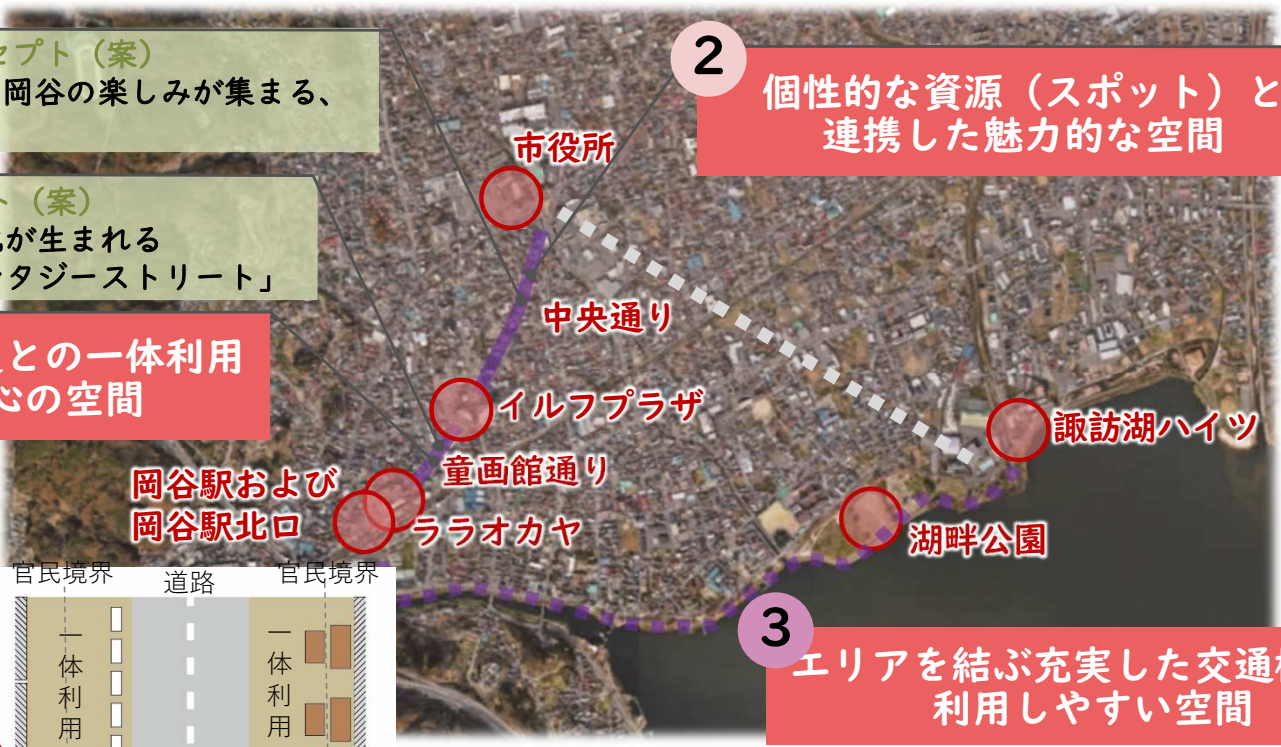 セプト（案）
岡谷の楽しみが集まる、
ト（案）
が生まれる
タジーストリート」
との一体利用
心の空間
2
個性的な資源（スポット）と
連携した魅力的な空間
市役所
中央通り
イルフプラザ
童画館通り
岡谷駅および
岡谷駅北口
ララオカヤ
諏訪湖ハイツ
湖畔公園
3
エリアを結ぶ充実した交通
利用しやすい空間
官民境界
道路
官民境界
一体利用
一体利用